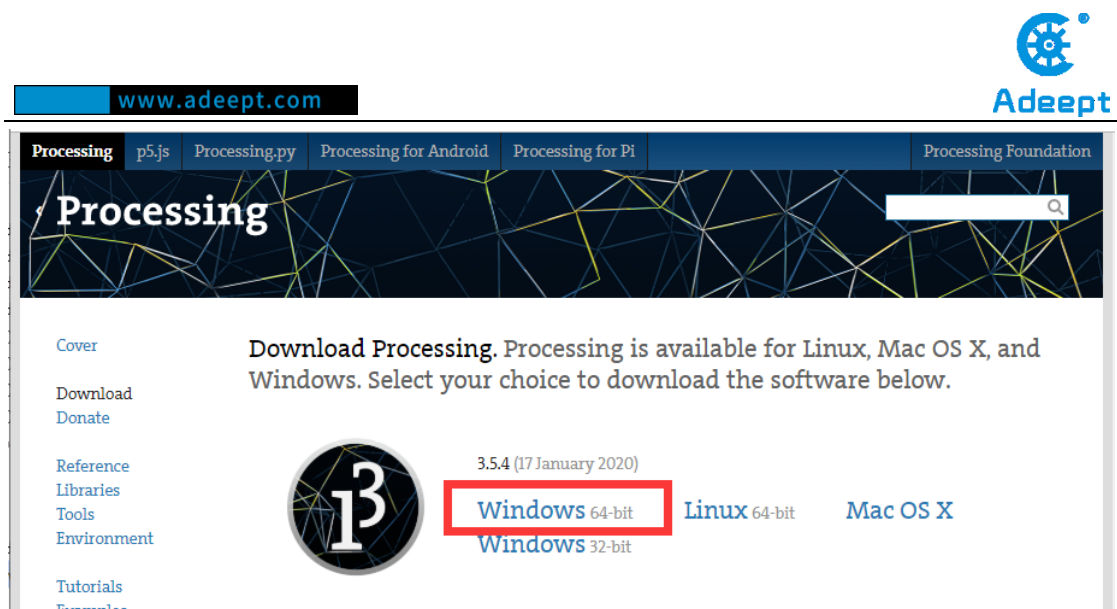 Adeept
www.adeept.com
Processing p5.js Processing.py Processing for Android Processing for Pi Processing Foundation
Processing
Cover
Download Processing. Processing is available for Linux, Mac OS X, and
Windows. Select your choice to download the software below.
Download
Donate
Reference
Libraries
Tools
Environment
Tutorials
Examples
3
3.5.4 (17 January 2020)
Windows 64-bit Linux 64-bit Mac OS X
Windows 32-bit